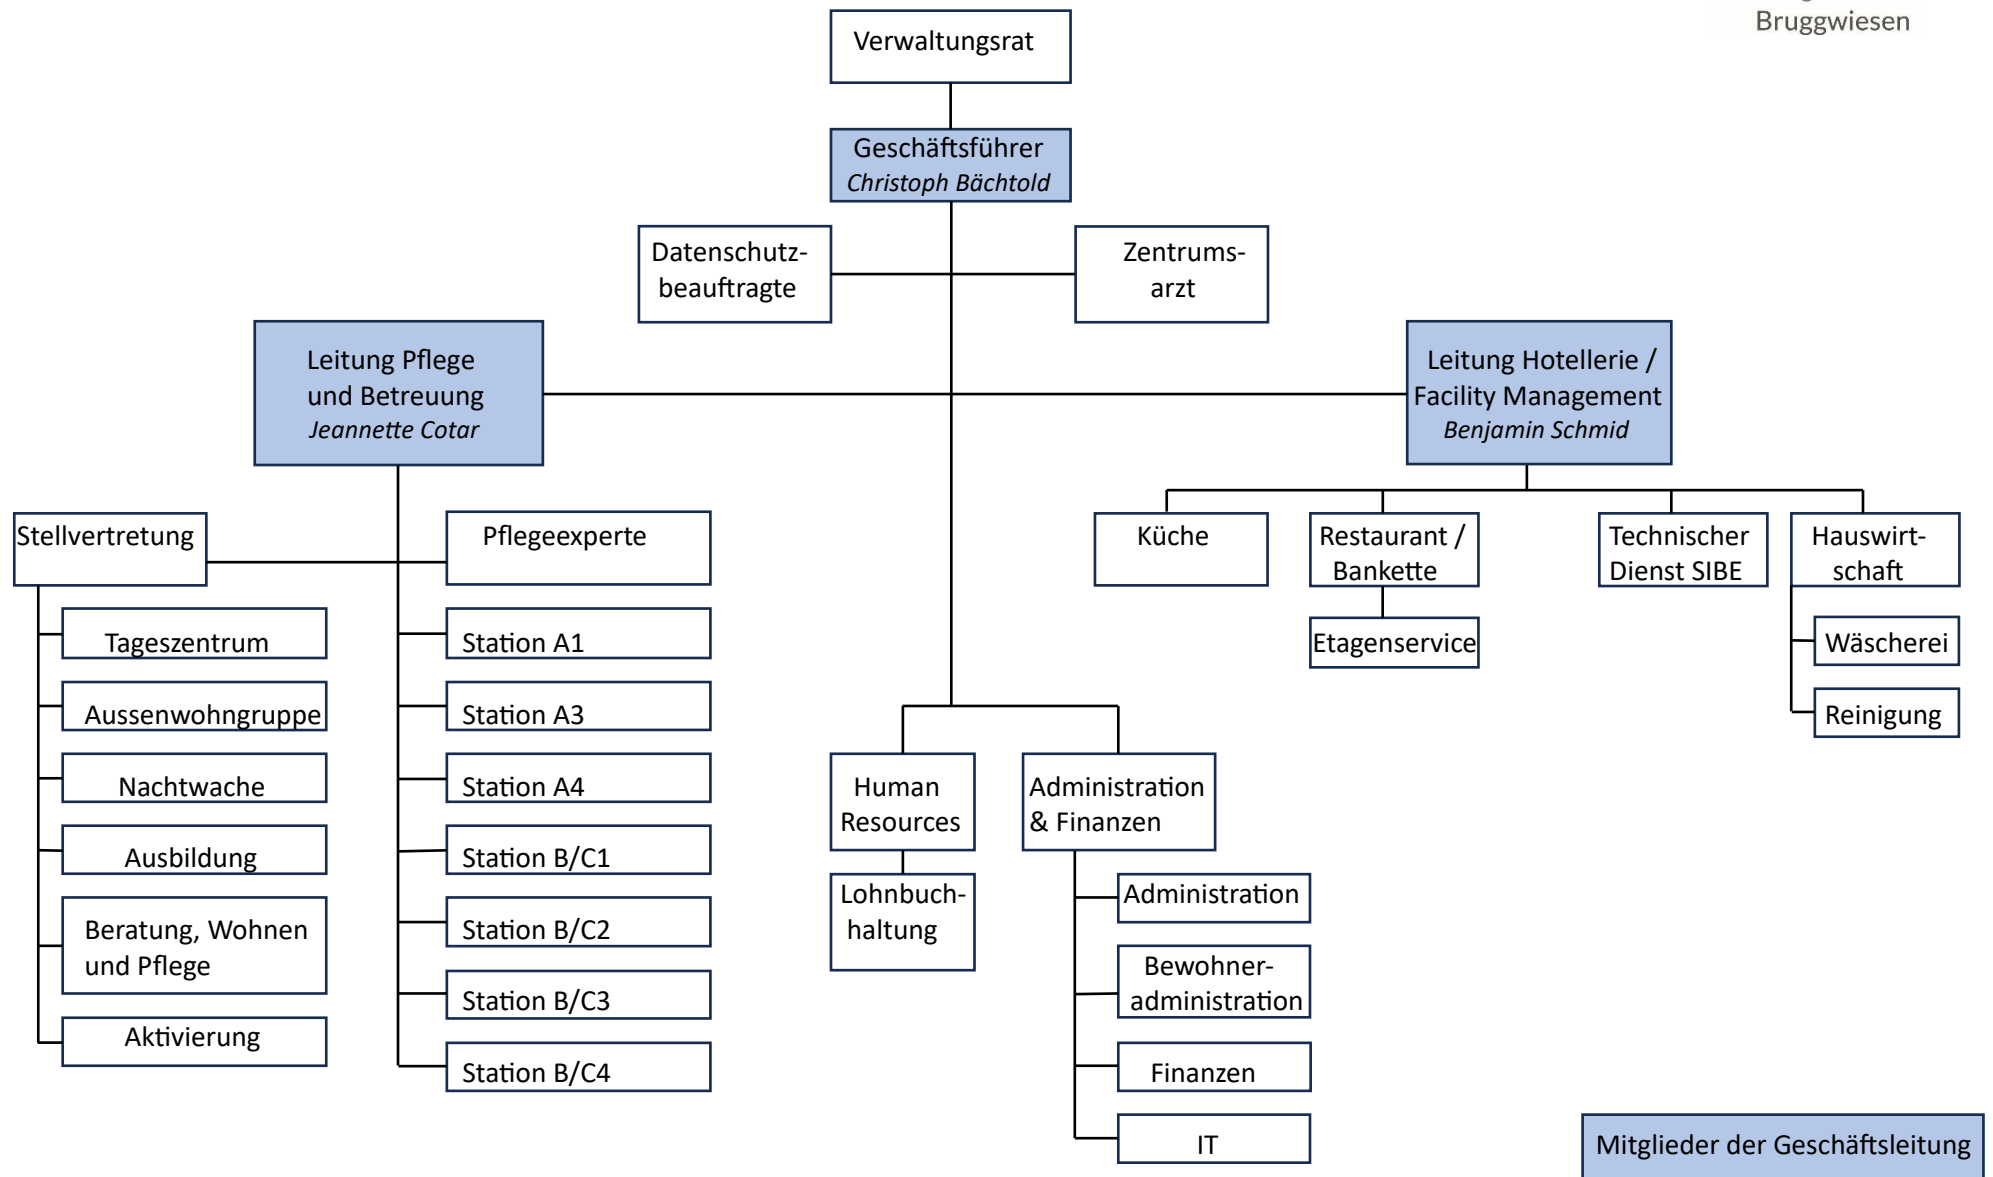 Bruggwiesen
Verwaltungsrat
Geschäftsführer
Christoph Bächtold
Datenschutz-
beauftragte
Zentrums-
arzt
Leitung Pflege
und Betreuung
Jeannette Cotar
Leitung Hotellerie /
Facility Management
Benjamin Schmid
Stellvertretung
Tageszentrum
Aussenwohngruppe
Nachtwache
Ausbildung
Beratung, Wohnen
und Pflege
Aktivierung
Pflegeexperte
Station A1
Station A3
Station A4
Station B/C1
Station B/C2
Station B/C3
Station B/C4
Human
Resources
Lohnbuch-
haltung
Administration
& Finanzen
Administration
Bewohner-
administration
Finanzen
IT
Küche
Restaurant /
Bankette
Etagenservice
Technischer
Dienst SIBE
Hauswirt-
schaft
Wäscherei
Reinigung
Mitglieder der Geschäftsleitung